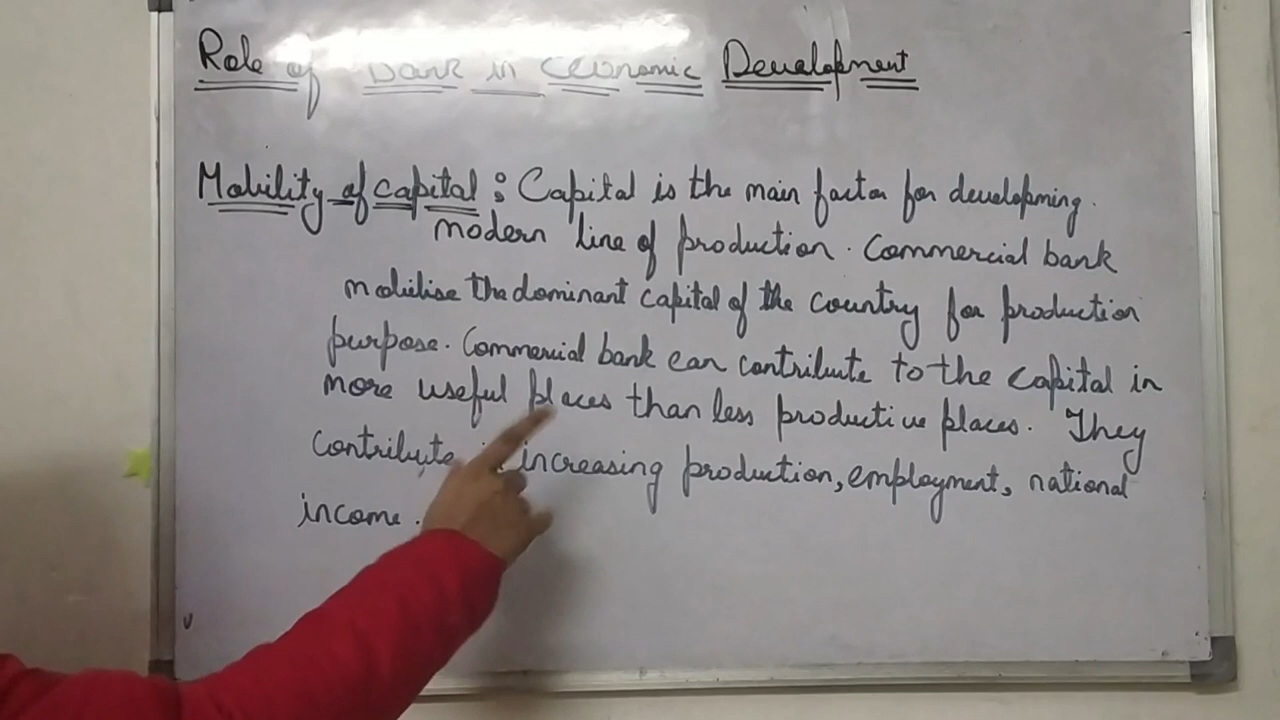 Role of Bank in Economic Development
Mobility of capital : Capital is the main factor for developing.
modern line of production. Commercial bank
mobilise the dominant capital of the country for production
purpose. Commercial bank can contribute to the capital in
more useful places than less productive places. They
contribute increasing production, employment, national
income.